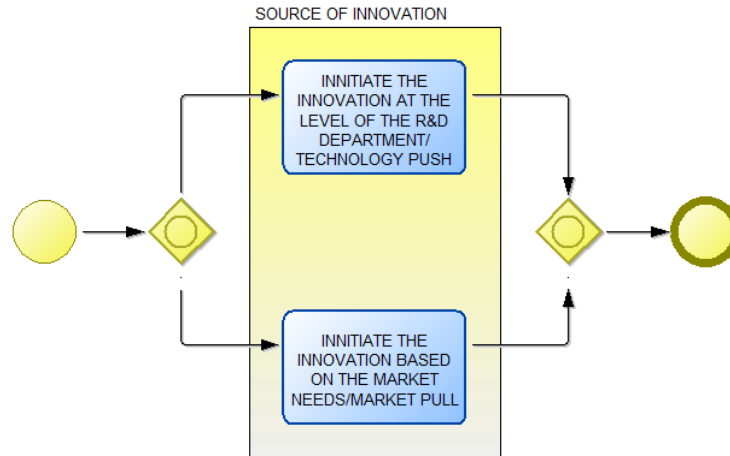 SOURCE OF INNOVATION
INNITIATE THE
INNOVATION AT THE
LEVEL OF THE R&D
DEPARTMENT/
TECHNOLOGY PUSH
INNITIATE THE
INNOVATION BASED
ON THE MARKET
NEEDS/MARKET PULL